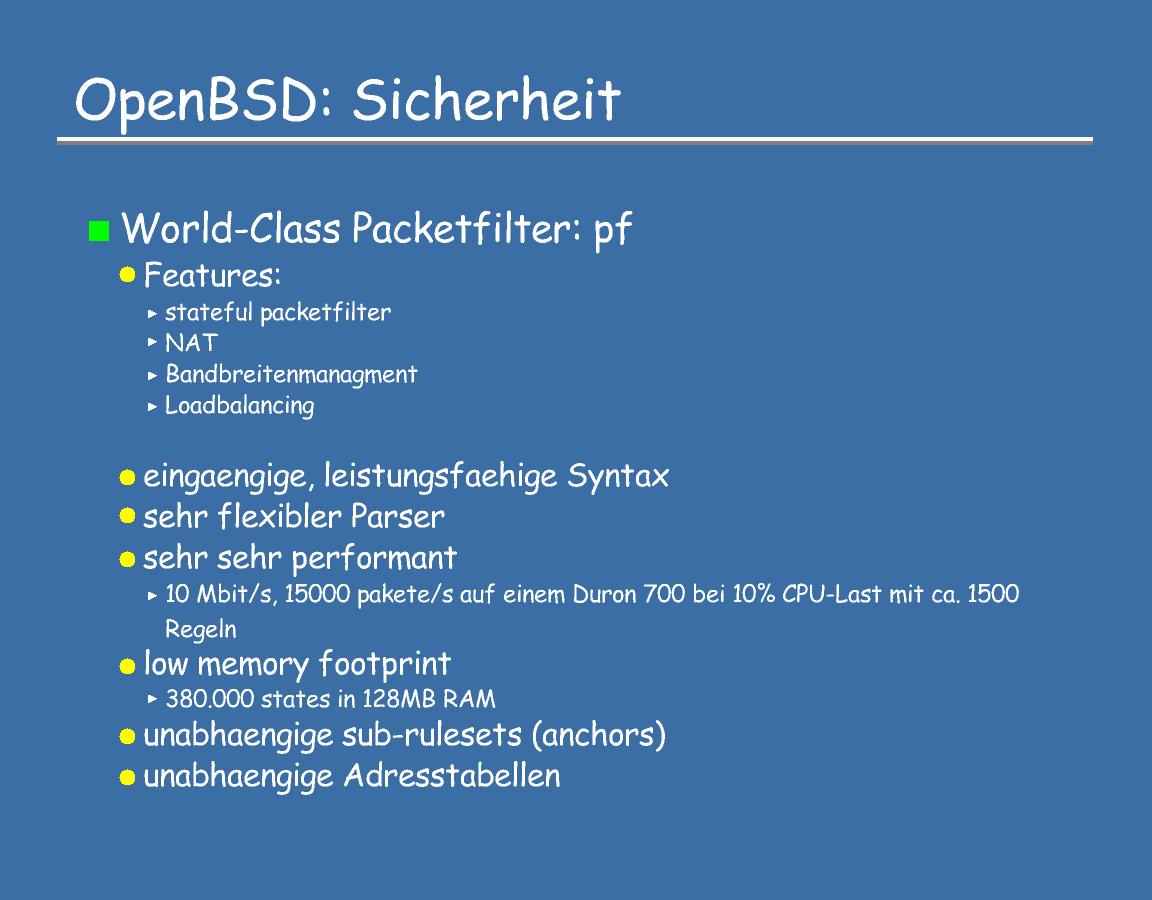 OpenBSD: Sicherheit
World-Class Packetfilter: pf
Features:
stateful packetfilter
NAT
Bandbreitenmanagment
Loadbalancing
eingaengige, leistungsfaehige Syntax
sehr flexibler Parser
sehr sehr performant
10 Mbit/s, 15000 pakete/s auf einem Duron 700 bei 10% CPU-Last mit ca. 1500
Regeln
low memory footprint
380.000 states in 128MB RAM
unabhaengige sub-rulesets (anchors)
unabhaengige Adresstabellen